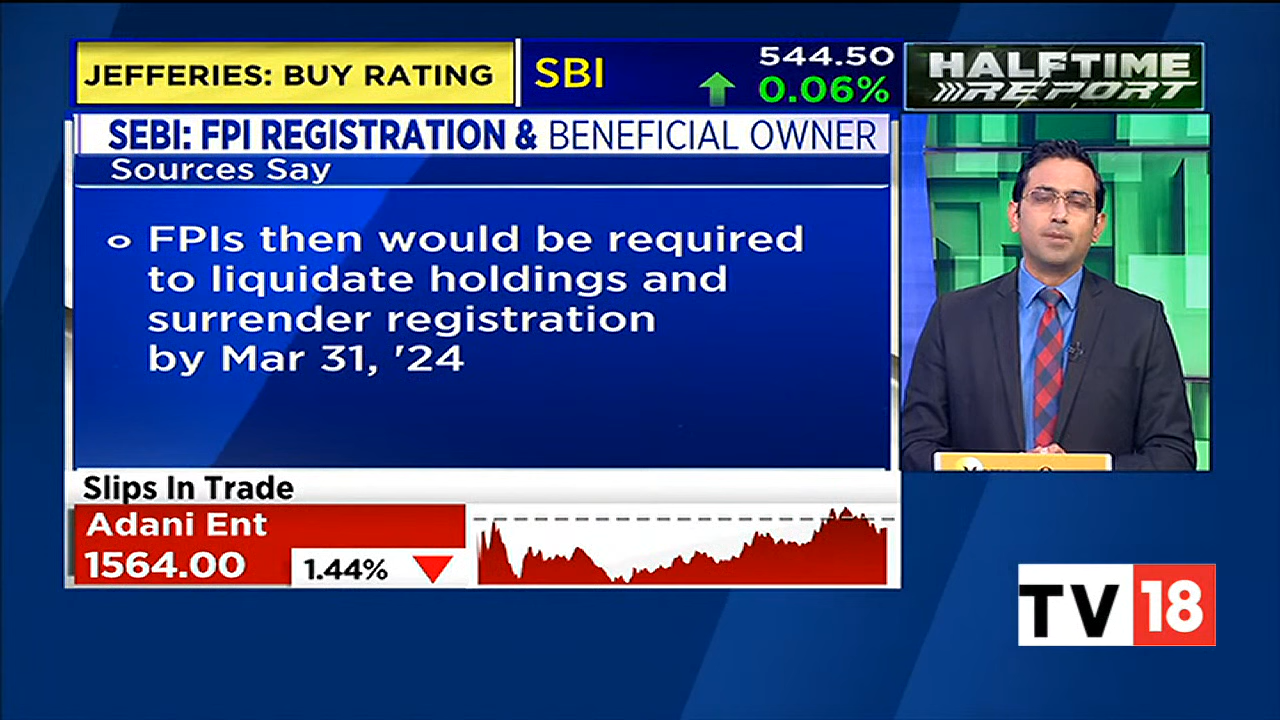 JEFFERIES: BUY RATING
SBI
544.50
0.06%
HALFTIME
REPORT
SEBI: FPI REGISTRATION & BENEFICIAL OWNER
Sources Say
FPIs then would be required
to liquidate holdings and
surrender registration
by Mar 31, '24
Slips In Trade
Adani Ent
1564.00
1.44%
TV18